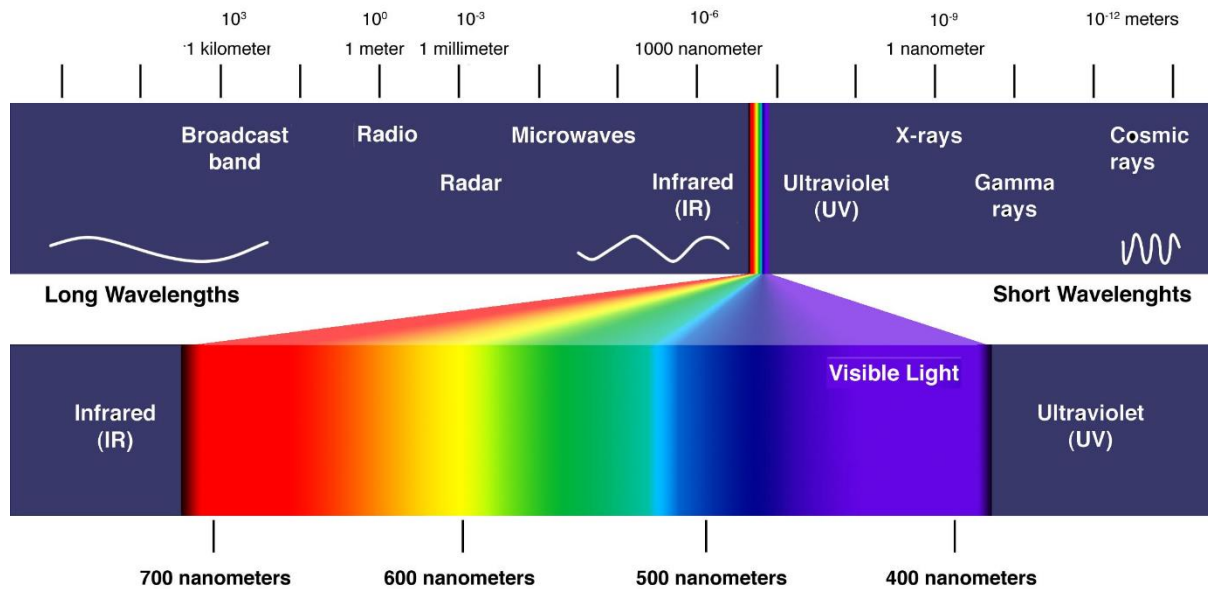 10³ 10⁰ 10⁻³ 10⁻⁶ 10⁻⁹ 10⁻¹² meters
1 kilometer 1 meter 1 millimeter 1000 nanometer 1 nanometer
Broadcast
band
Radio
Radar
Microwaves
Infrared
(IR)
Ultraviolet
(UV)
X-rays
Gamma
rays
Cosmic
rays
Long Wavelengths
Short Wavelenghts
Infrared
(IR)
Visible Light
Ultraviolet
(UV)
700 nanometers 600 nanometers 500 nanometers 400 nanometers